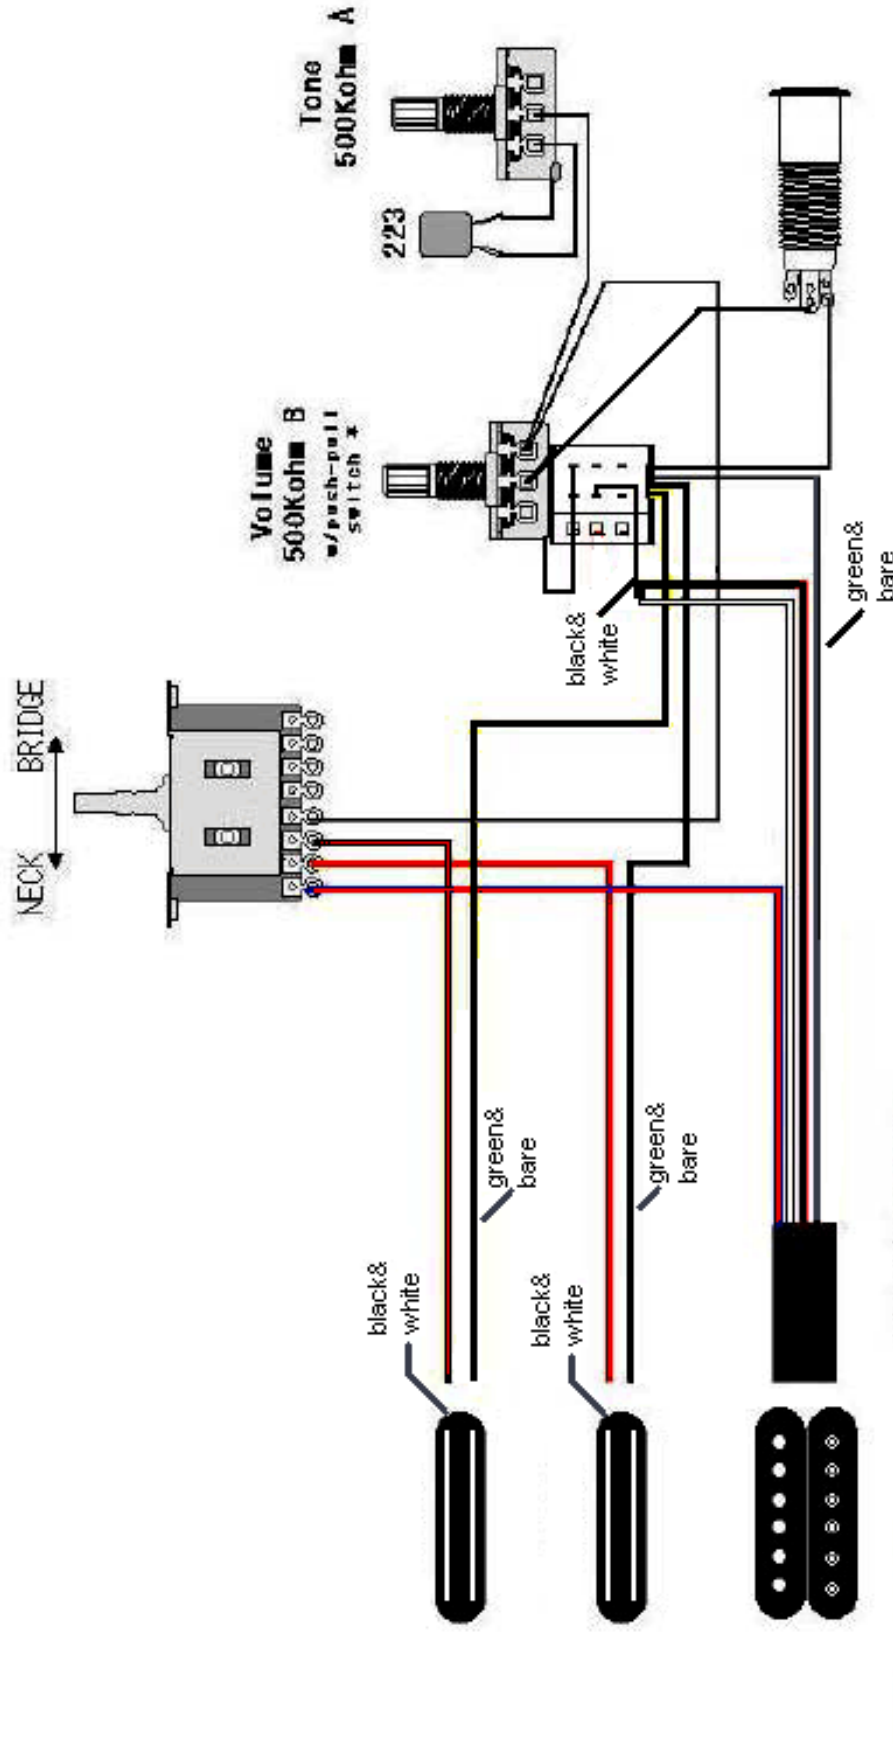 Tone
500Kohm A
223
Volume
500Kohm B
w/push-pull
switch *
NECK BRIDGE
black&
white
green&
bare
black&
white
green&
bare
black&
white
green&
bare